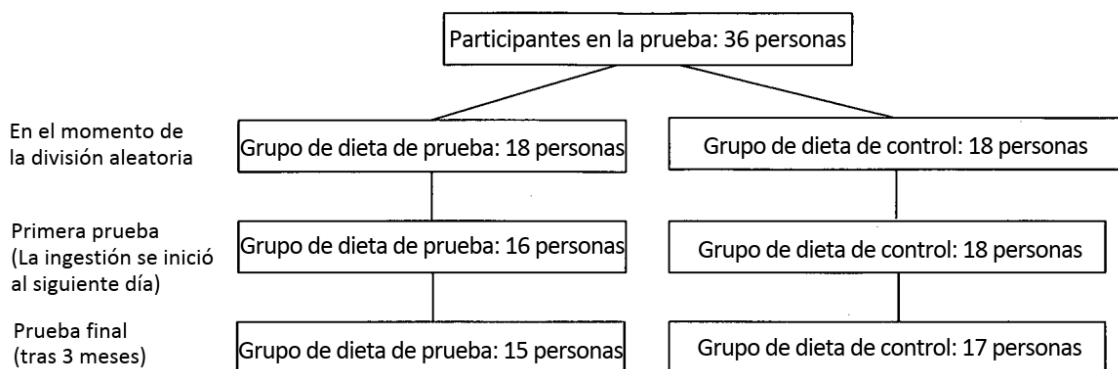 Participantes en la prueba: 36 personas
En el momento de
la división aleatoria
Grupo de dieta de prueba: 18 personas
Grupo de dieta de control: 18 personas
Primera prueba
(La ingestión se inició
al siguiente día)
Grupo de dieta de prueba: 16 personas
Grupo de dieta de control: 18 personas
Prueba final
(tras 3 meses)
Grupo de dieta de prueba: 15 personas
Grupo de dieta de control: 17 personas